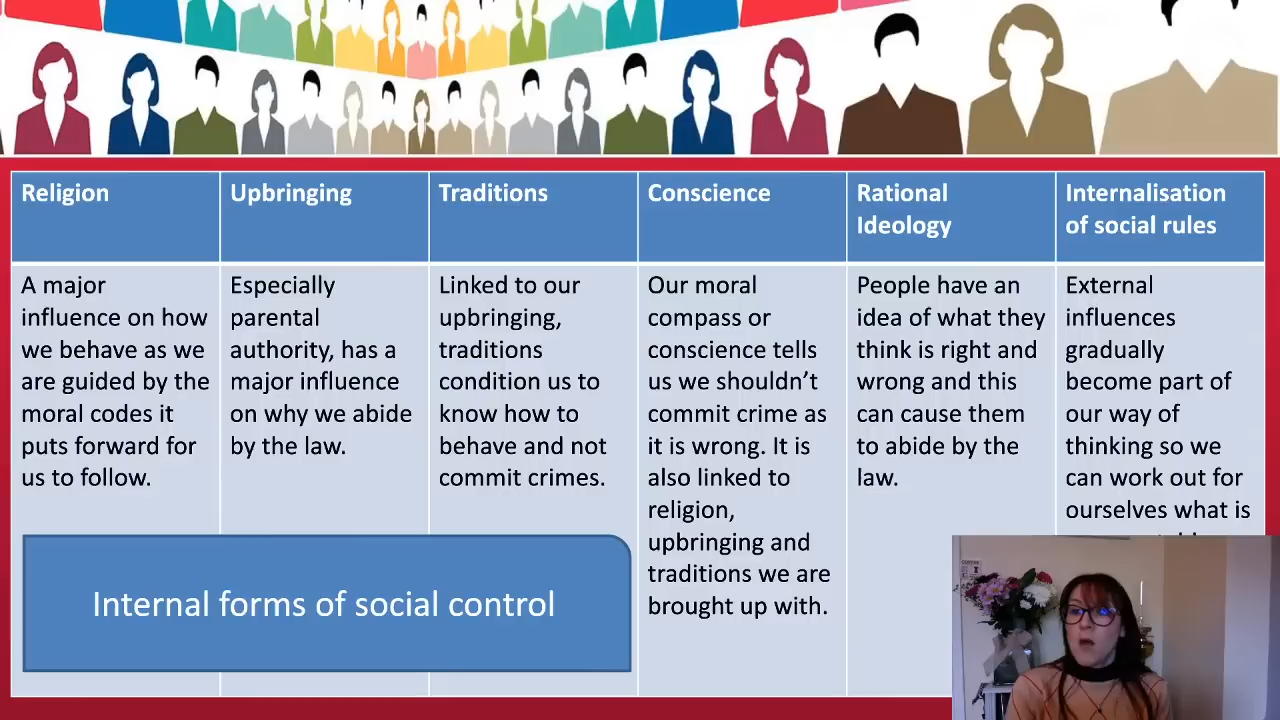 Religion
A major
influence on how
we behave as we
are guided by the
moral codes it
puts forward for
us to follow.
Upbringing
Especially
parental
authority, has a
major influence
on why we abide
by the law.
Traditions
Linked to our
upbringing,
traditions
condition us to
know how to
behave and not
commit crimes.
Conscience
Our moral
compass or
conscience tells
us we shouldn’t
commit crime as
it is wrong. It is
also linked to
religion,
upbringing and
traditions we are
brought up with.
Rational
Ideology
People have an
idea of what they
think is right and
wrong and this
can cause them
to abide by the
law.
Internalisation
of social rules
External
influences
gradually
become part of
our way of
thinking so we
can work out for
ourselves what is
Internal forms of social control